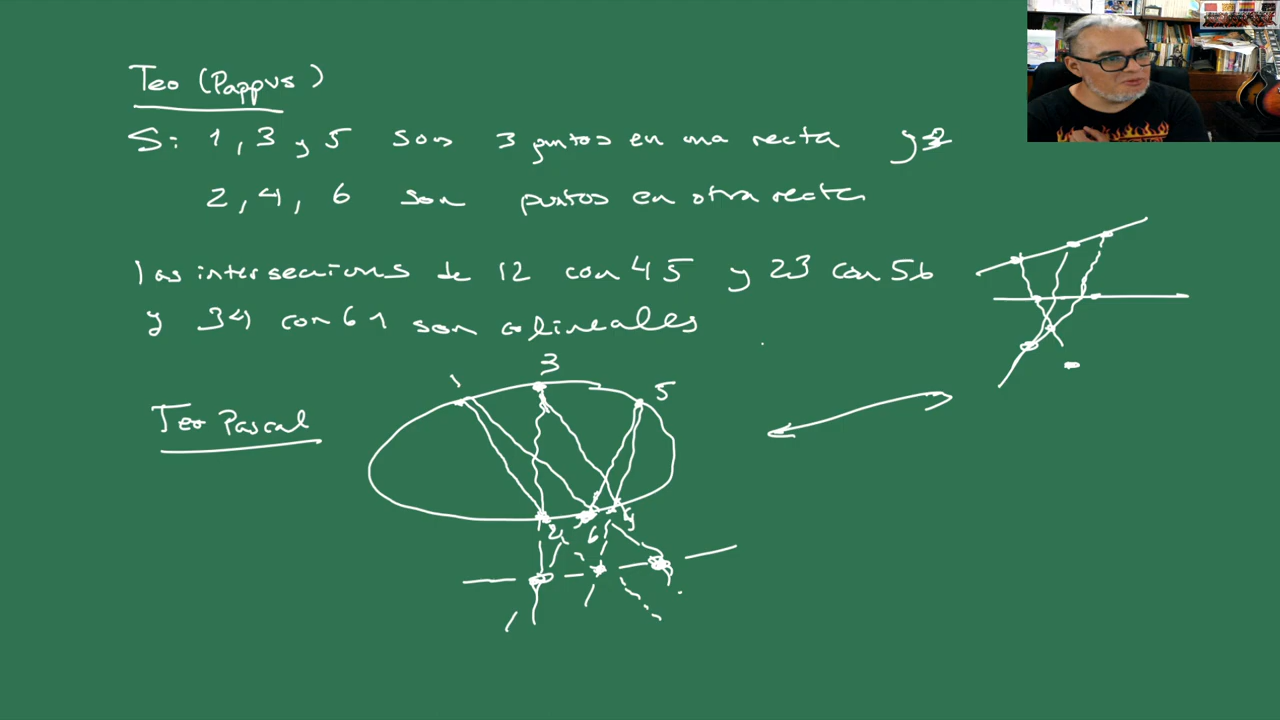 Teo (Pappus)
Si 1, 3 y 5 son 3 puntos en una recta y
2, 4, 6 son puntos en otra recta
las intersecciones de 12 con 45 y 23 con 56
y 34 con 61 son colineales
Teo Pascal
1 3 5
2 6 4